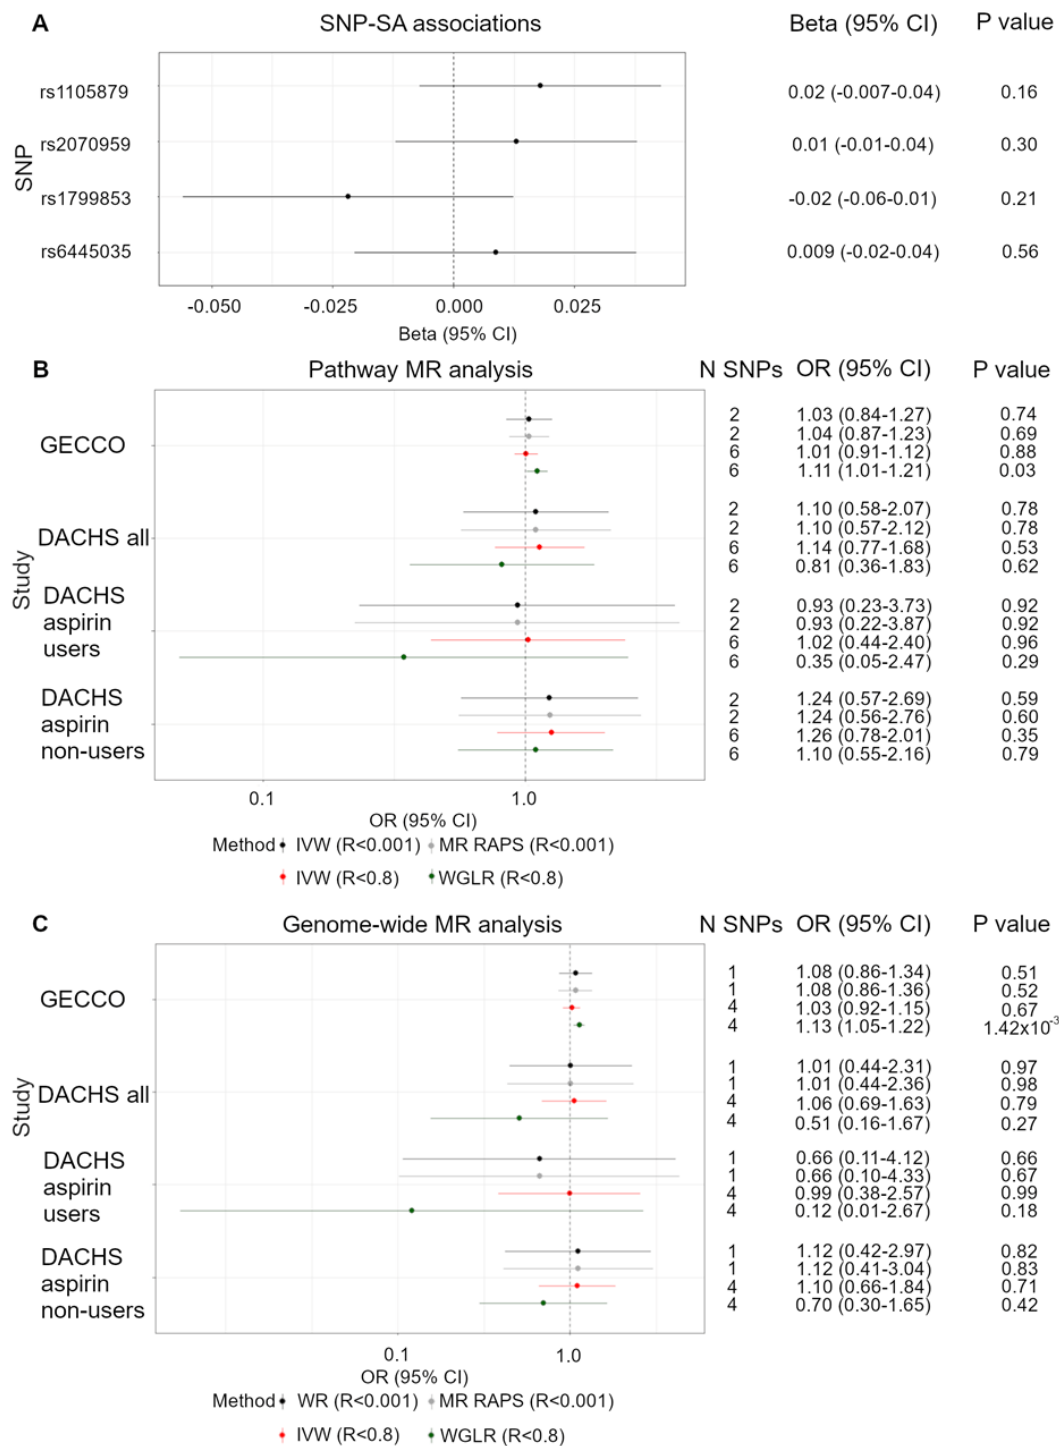 A SNP-SA associations Beta (95% CI) P value
rs1105879 0.02 (-0.007-0.04) 0.16
rs2070959 0.01 (-0.01-0.04) 0.30
SNP
rs1799853 -0.02 (-0.06-0.01) 0.21
rs6445035 0.009 (-0.02-0.04) 0.56
-0.050 -0.025 0.000 0.025
Beta (95% CI)
B Pathway MR analysis N SNPs OR (95% CI) P value
GECCO
2 1.03 (0.84-1.27) 0.74
2 1.04 (0.87-1.23) 0.69
6 1.01 (0.91-1.12) 0.88
6 1.11 (1.01-1.21) 0.03
DACHS all
2 1.10 (0.58-2.07) 0.78
2 1.10 (0.57-2.12) 0.78
6 1.14 (0.77-1.68) 0.53
6 0.81 (0.36-1.83) 0.62
Study
DACHS
aspirin
users
2 0.93 (0.23-3.73) 0.92
2 0.93 (0.22-3.87) 0.92
6 1.02 (0.44-2.40) 0.96
6 0.35 (0.05-2.47) 0.29
DACHS
aspirin
non-users
2 1.24 (0.57-2.69) 0.59
2 1.24 (0.56-2.76) 0.60
6 1.26 (0.78-2.01) 0.35
6 1.10 (0.55-2.16) 0.79
0.1 1.0
OR (95% CI)
Method IVW (R<0.001) MR RAPS (R<0.001)
IVW (R<0.8) WGLR (R<0.8)
C Genome-wide MR analysis N SNPs OR (95% CI) P value
GECCO
1 1.08 (0.86-1.34) 0.51
1 1.08 (0.86-1.36) 0.52
4 1.03 (0.92-1.15) 0.67
4 1.13 (1.05-1.22) 1.42x10⁻³
DACHS all
1 1.01 (0.44-2.31) 0.97
1 1.01 (0.44-2.36) 0.98
4 1.06 (0.69-1.63) 0.79
4 0.51 (0.16-1.67) 0.27
Study
DACHS
aspirin
users
1 0.66 (0.11-4.12) 0.66
1 0.66 (0.10-4.33) 0.67
4 0.99 (0.38-2.57) 0.99
4 0.12 (0.01-2.67) 0.18
DACHS
aspirin
non-users
1 1.12 (0.42-2.97) 0.82
1 1.12 (0.41-3.04) 0.83
4 1.10 (0.66-1.84) 0.71
4 0.70 (0.30-1.65) 0.42
0.1 1.0
OR (95% CI)
Method WR (R<0.001) MR RAPS (R<0.001)
IVW (R<0.8) WGLR (R<0.8)